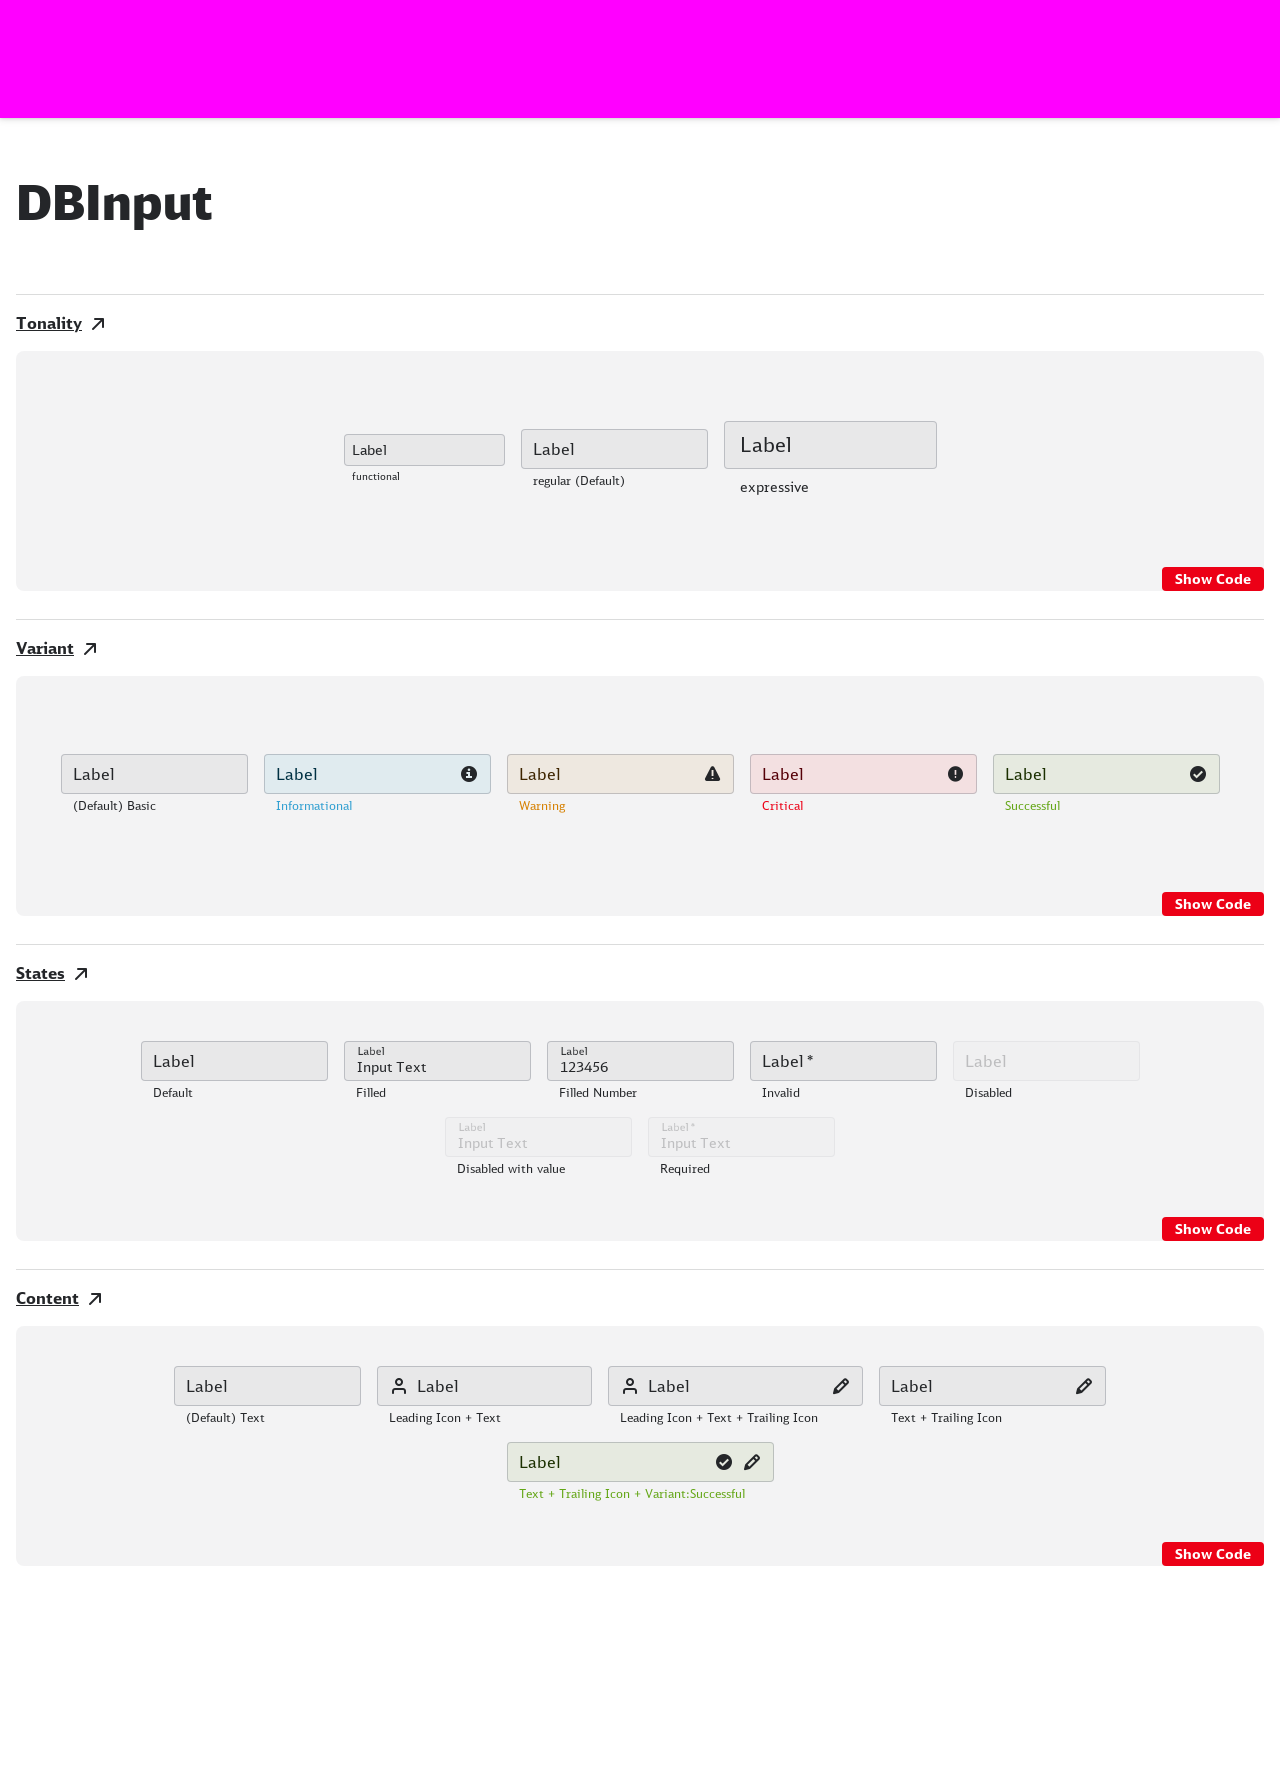 DBInput
Tonality
Label Label Label
functional regular (Default) expressive
Show Code
Variant
Label Label Label Label Label
(Default) Basic Informational Warning Critical Successful
Show Code
States
Label Label Label Label * Label
Input Text 123456
Default Filled Filled Number Invalid Disabled
Label Label *
Input Text Input Text
Disabled with value Required
Show Code
Content
Label Label Label Label
(Default) Text Leading Icon + Text Leading Icon + Text + Trailing Icon Text + Trailing Icon
Label
Text + Trailing Icon + Variant:Successful
Show Code